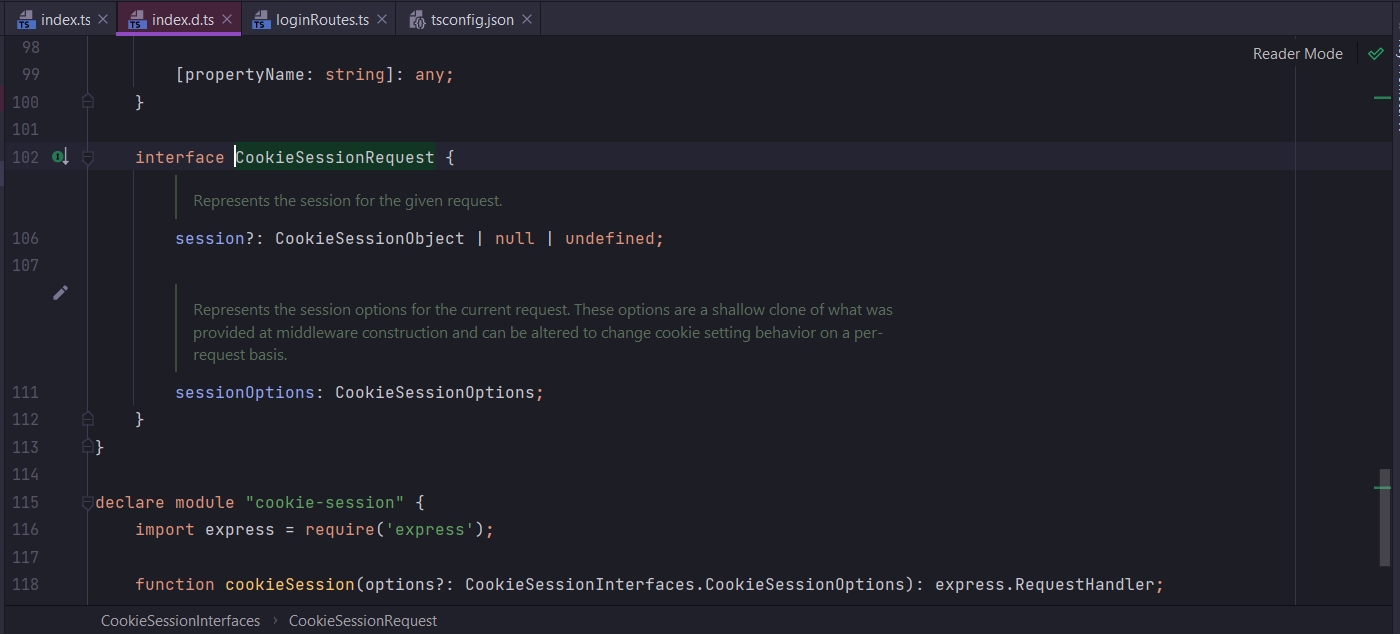 index.ts index.d.ts loginRoutes.ts tsconfig.json
98 Reader Mode
99 [propertyName: string]: any;
100 }
101
102 interface CookieSessionRequest {
Represents the session for the given request.
106 session?: CookieSessionObject | null | undefined;
107
Represents the session options for the current request. These options are a shallow clone of what was
provided at middleware construction and can be altered to change cookie setting behavior on a per-
request basis.
111 sessionOptions: CookieSessionOptions;
112 }
113 }
114
115 declare module "cookie-session" {
116 import express = require('express');
117
118 function cookieSession(options?: CookieSessionInterfaces.CookieSessionOptions): express.RequestHandler;
CookieSessionInterfaces › CookieSessionRequest